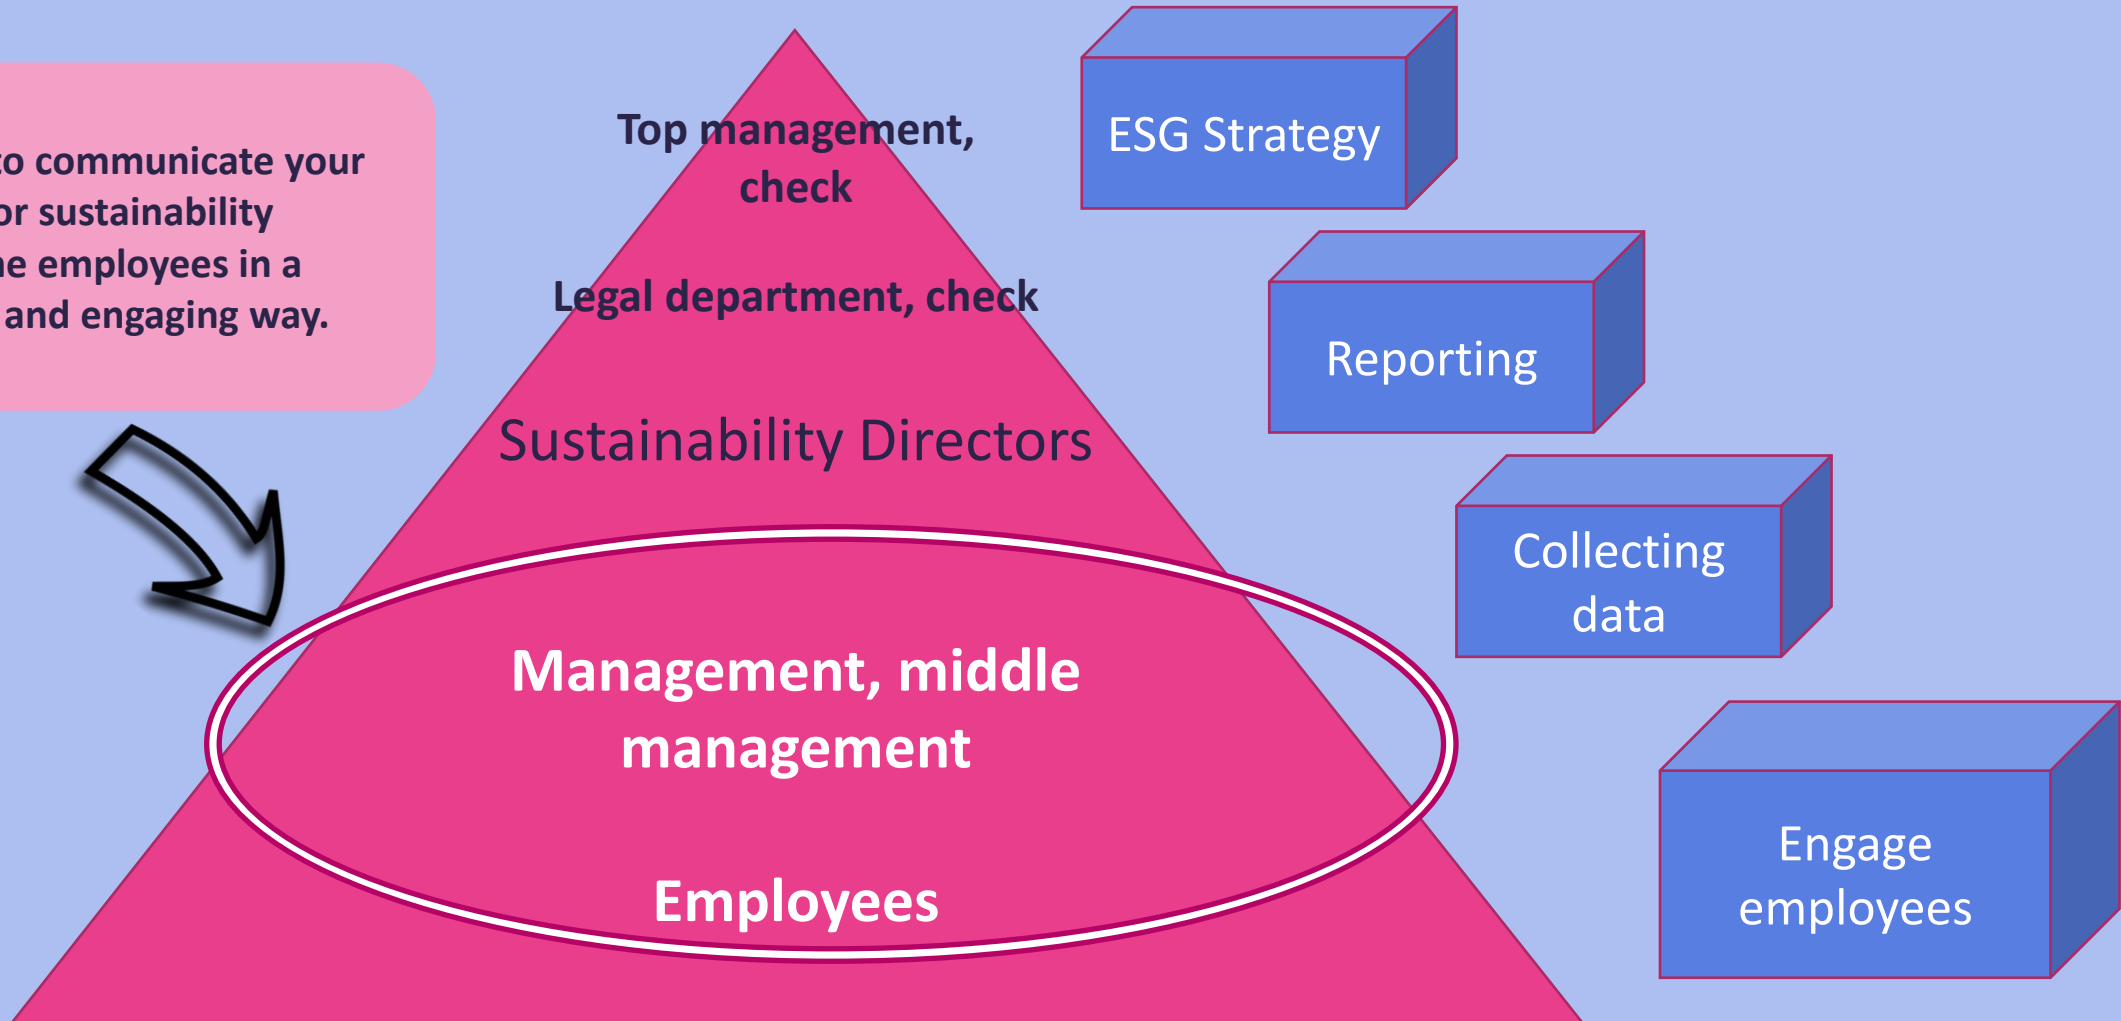 to communicate your
or sustainability
employees in a
and engaging way.
Top management,
check
Legal department, check
Sustainability Directors
Management, middle
management
Employees
ESG Strategy
Reporting
Collecting
data
Engage
employees